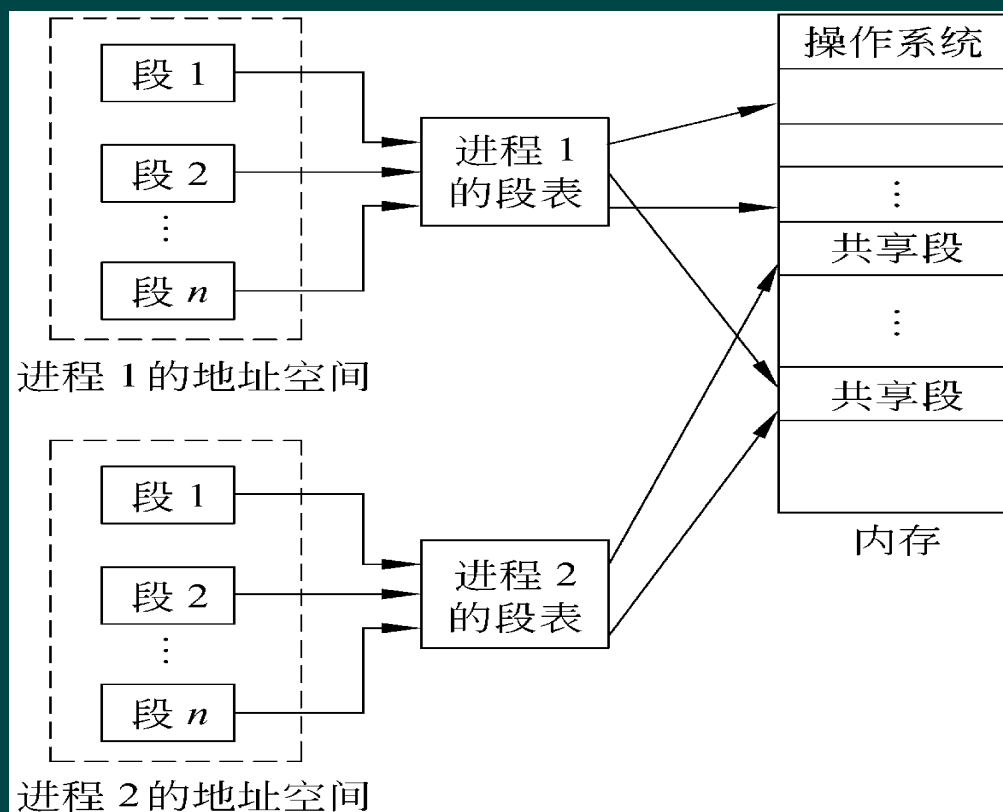 段 1
段 2
⋮
段 n
进程 1 的地址空间
进程 1
的段表
段 1
段 2
⋮
段 n
进程 2 的地址空间
进程 2
的段表
操作系统
⋮
共享段
⋮
共享段
内存